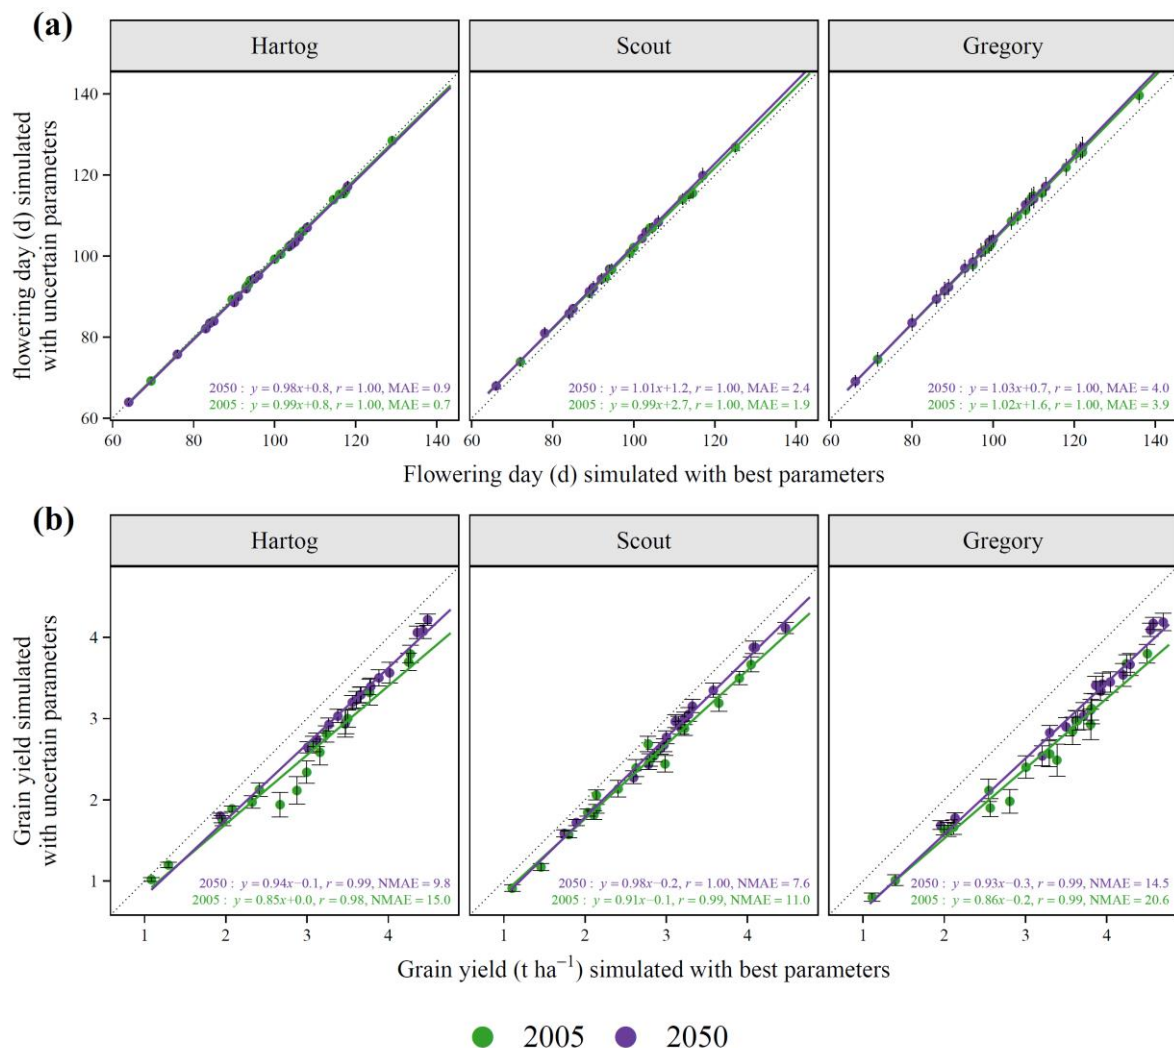 (a)
Hartog
Scout
Gregory
flowering day (d) simulated
with uncertain parameters
140
120
100
80
60
2050 : y = 0.98x+0.8, r = 1.00, MAE = 0.9
2005 : y = 0.99x+0.8, r = 1.00, MAE = 0.7
2050 : y = 1.01x+1.2, r = 1.00, MAE = 2.4
2005 : y = 0.99x+2.7, r = 1.00, MAE = 1.9
2050 : y = 1.03x+0.7, r = 1.00, MAE = 4.0
2005 : y = 1.02x+1.6, r = 1.00, MAE = 3.9
60 80 100 120 140 60 80 100 120 140 60 80 100 120 140
Flowering day (d) simulated with best parameters
(b)
Hartog
Scout
Gregory
Grain yield simulated
with uncertain parameters
4
3
2
1
2050 : y = 0.94x−0.1, r = 0.99, NMAE = 9.8
2005 : y = 0.85x+0.0, r = 0.98, NMAE = 15.0
2050 : y = 0.98x−0.2, r = 1.00, NMAE = 7.6
2005 : y = 0.91x−0.1, r = 0.99, NMAE = 11.0
2050 : y = 0.93x−0.3, r = 0.99, NMAE = 14.5
2005 : y = 0.86x−0.2, r = 0.99, NMAE = 20.6
1 2 3 4 1 2 3 4 1 2 3 4
Grain yield (t ha⁻¹) simulated with best parameters
2005 2050